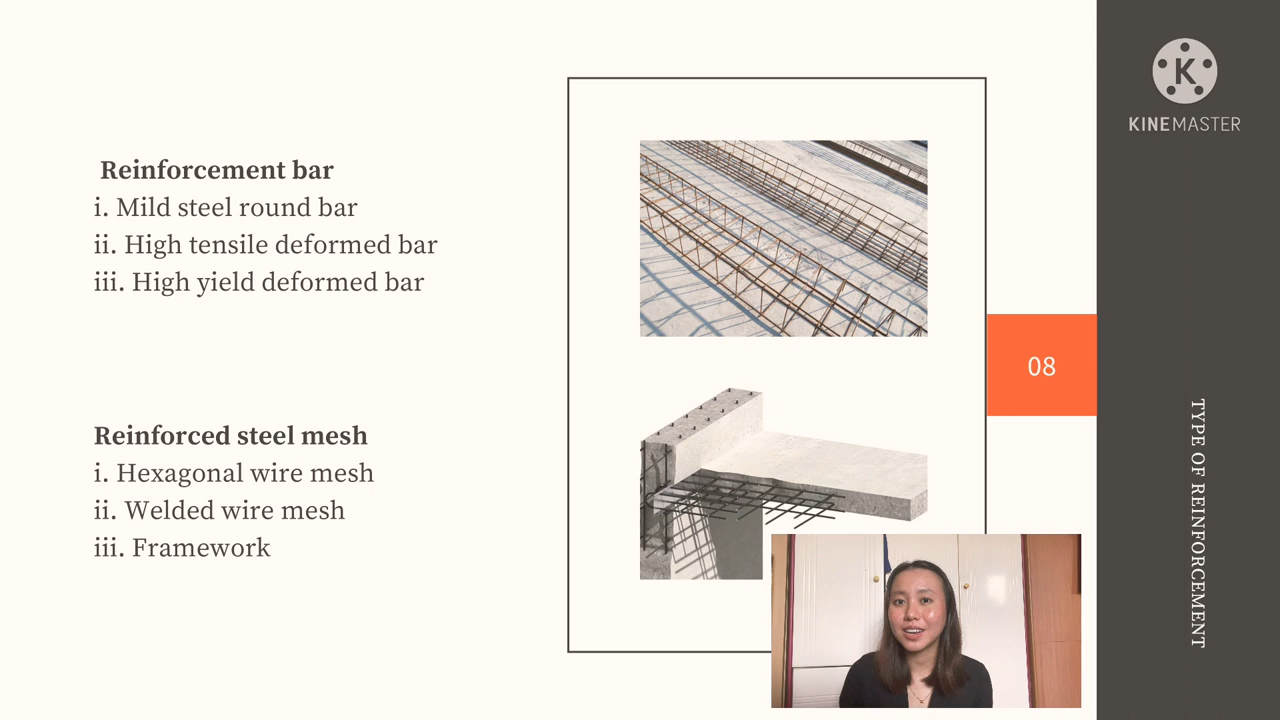 Reinforcement bar
i. Mild steel round bar
ii. High tensile deformed bar
iii. High yield deformed bar
Reinforced steel mesh
i. Hexagonal wire mesh
ii. Welded wire mesh
iii. Framework
08
K
KINEMASTER
TYPE OF REINFORCEMENT